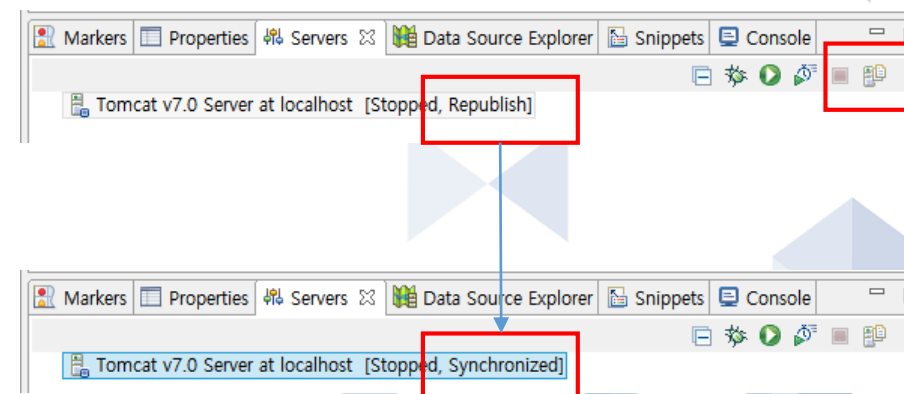 Markers Properties Servers Data Source Explorer Snippets Console
Tomcat v7.0 Server at localhost [Stopped, Republish]
Markers Properties Servers Data Source Explorer Snippets Console
Tomcat v7.0 Server at localhost [Stopped, Synchronized]